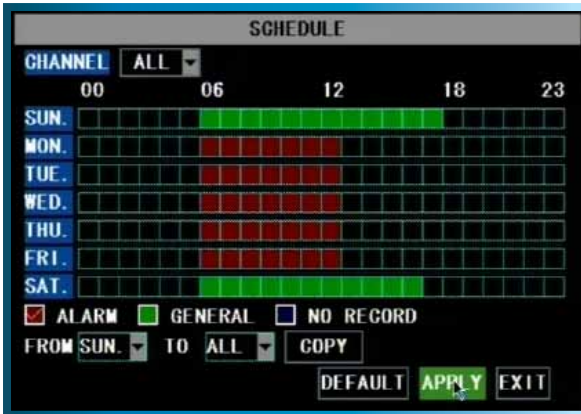 SCHEDULE
CHANNEL ALL
00 06 12 18 23
SUN.
MON.
TUE.
WED.
THU.
FRI.
SAT.
ALARM GENERAL NO RECORD
FROM SUN. TO ALL COPY
DEFAULT APPLY EXIT